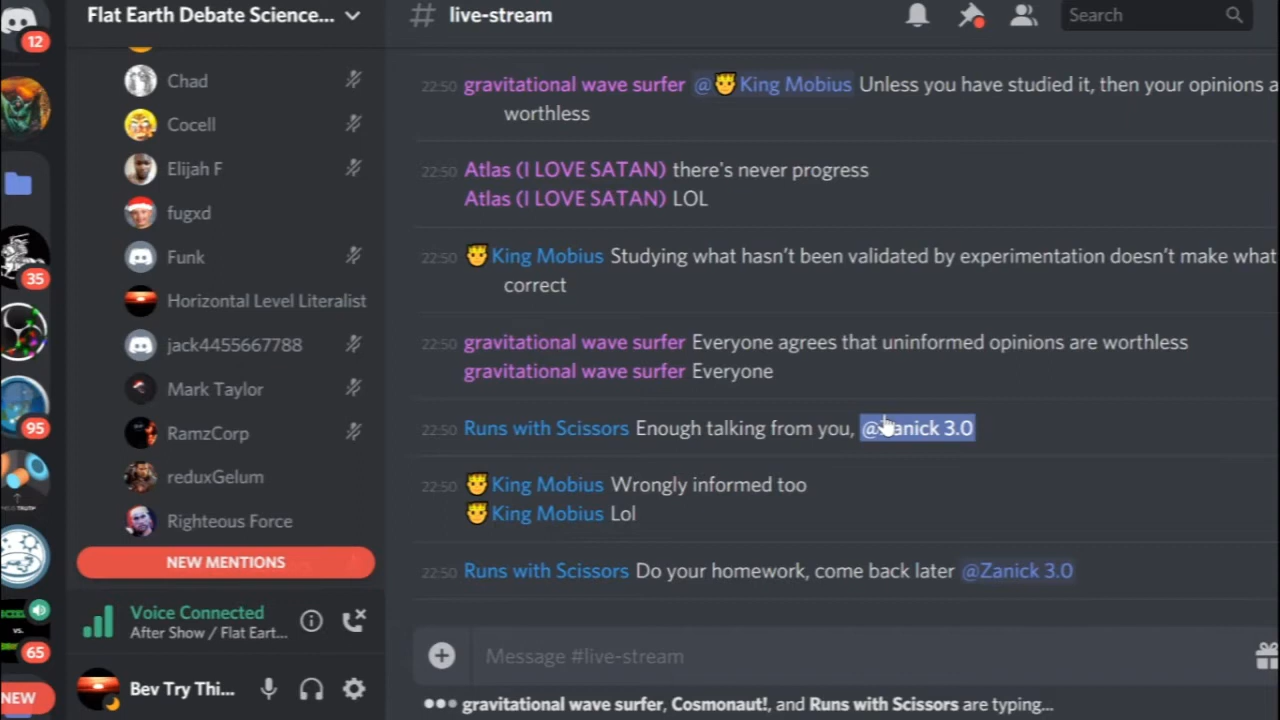 12
Flat Earth Debate Science...
# live-stream
Search
Chad
Cocell
Elijah F
fugxd
Funk
Horizontal Level Literalist
jack4455667788
Mark Taylor
RamzCorp
reduxGelum
Righteous Force
NEW MENTIONS
35
95
65
NEW
Voice Connected
After Show / Flat Eart...
Bev Try Thi...
22:50 gravitational wave surfer @King Mobius Unless you have studied it, then your opinions a
worthless
22:50 Atlas (I LOVE SATAN) there's never progress
Atlas (I LOVE SATAN) LOL
22:50 King Mobius Studying what hasn't been validated by experimentation doesn't make what
correct
22:50 gravitational wave surfer Everyone agrees that uninformed opinions are worthless
gravitational wave surfer Everyone
22:50 Runs with Scissors Enough talking from you, @Zanick 3.0
22:50 King Mobius Wrongly informed too
King Mobius Lol
22:50 Runs with Scissors Do your homework, come back later @Zanick 3.0
Message #live-stream
gravitational wave surfer, Cosmonaut!, and Runs with Scissors are typing...